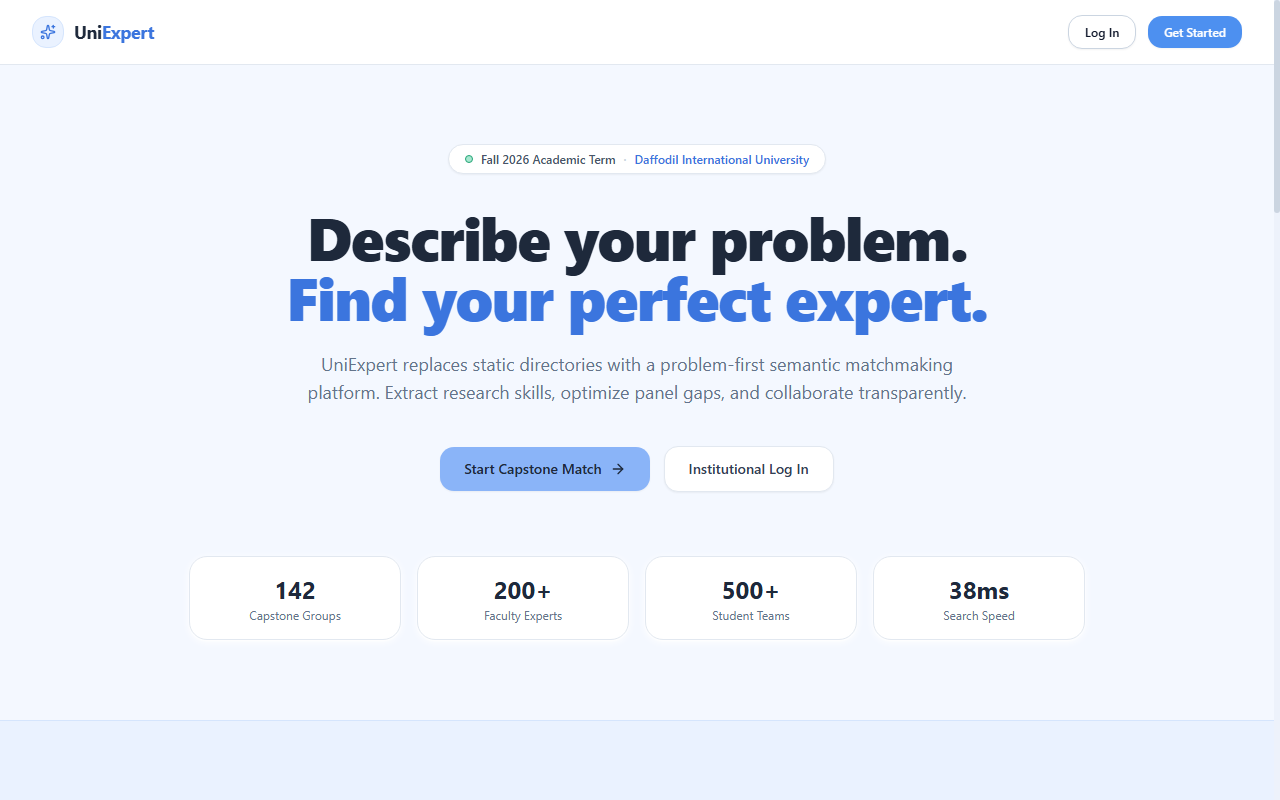 UniExpert
Log In
Get Started
Fall 2026 Academic Term · Daffodil International University
Describe your problem.
Find your perfect expert.
UniExpert replaces static directories with a problem-first semantic matchmaking
platform. Extract research skills, optimize panel gaps, and collaborate transparently.
Start Capstone Match →
Institutional Log In
142
Capstone Groups
200+
Faculty Experts
500+
Student Teams
38ms
Search Speed